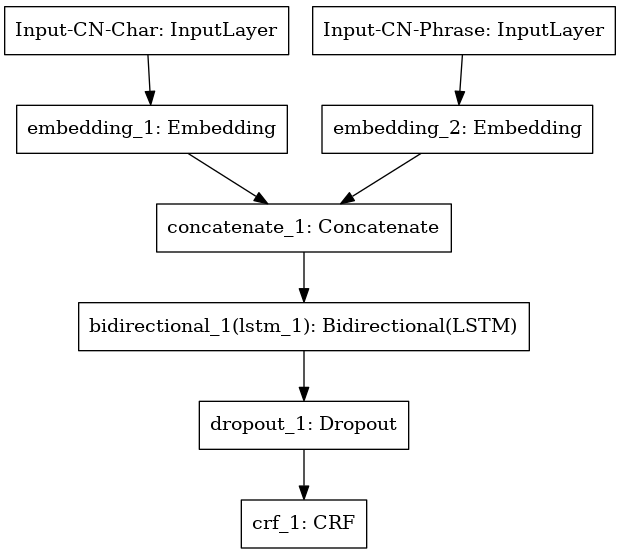 Input-CN-Char: InputLayer
Input-CN-Phrase: InputLayer
embedding_1: Embedding
embedding_2: Embedding
concatenate_1: Concatenate
bidirectional_1(lstm_1): Bidirectional(LSTM)
dropout_1: Dropout
crf_1: CRF